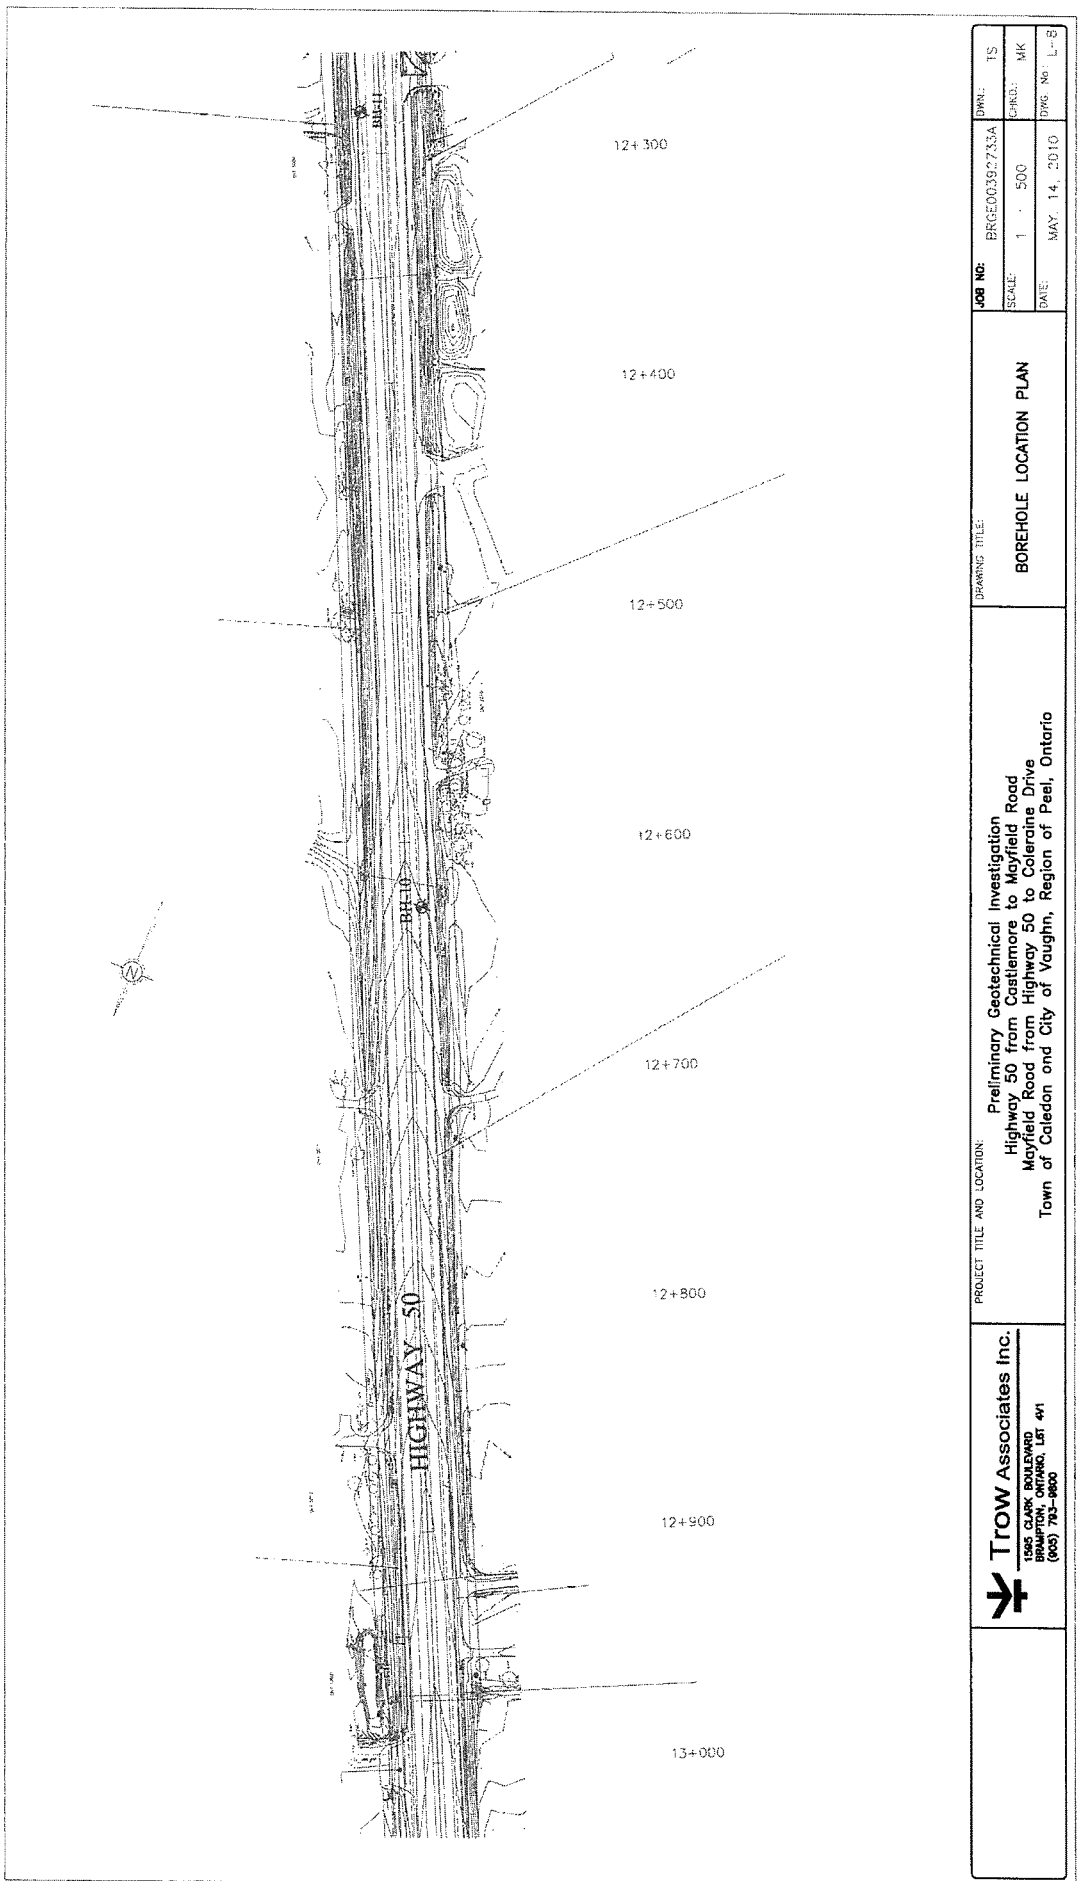 BH-11
12+300
12+400
12+500
12+600
BH-10
12+700
12+800
HIGHWAY 50
12+900
13+000
N
Trow Associates Inc.
1595 CLARK BOULEVARD
BRAMPTON, ONTARIO, L6T 4V1
(905) 793-9800
PROJECT TITLE AND LOCATION:
Preliminary Geotechnical Investigation
Highway 50 from Castlemore to Mayfield Road
Mayfield Road from Highway 50 to Coleraine Drive
Town of Caledon and City of Vaughn, Region of Peel, Ontario
DRAWING TITLE:
BOREHOLE LOCATION PLAN
JOB NO: BRGE00392733A
DWN.: TS
SCALE: 1 : 500
CHKD.: MK
DATE: MAY. 14, 2010
DWG. No: L-8